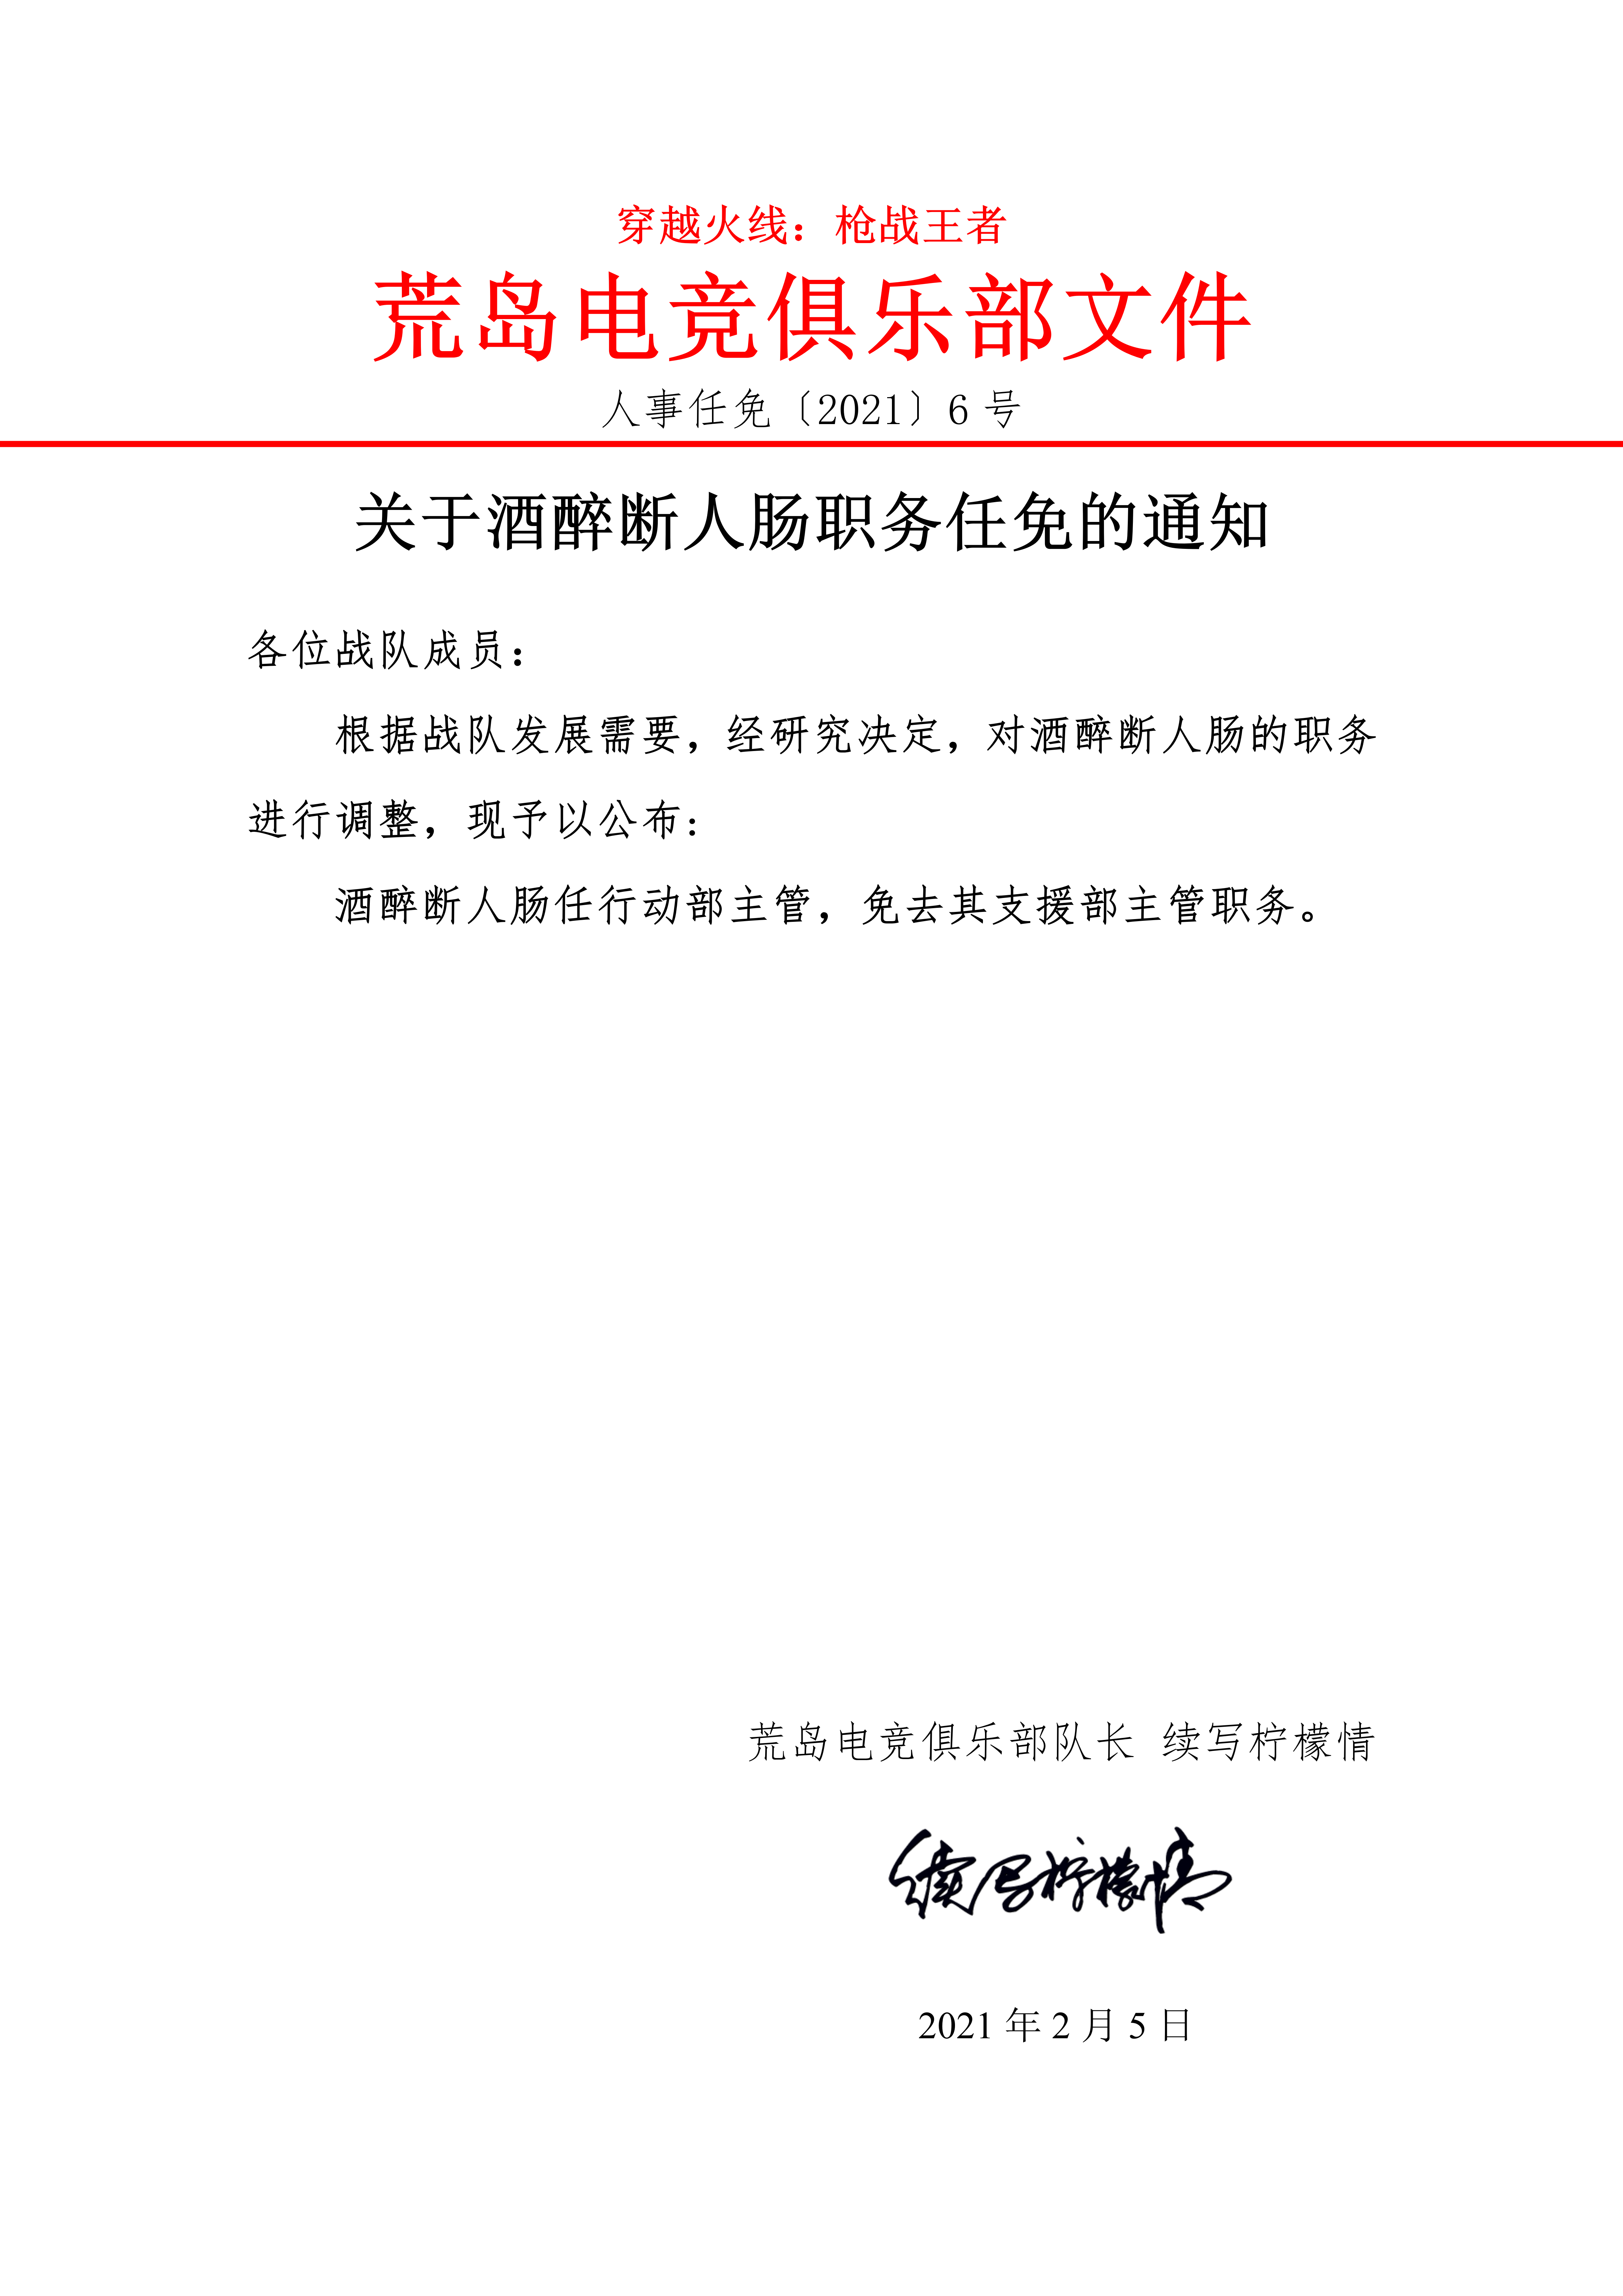 穿越火线：枪战王者
荒岛电竞俱乐部文件
人事任免〔2021〕6 号
关于酒醉断人肠职务任免的通知
各位战队成员：
根据战队发展需要，经研究决定，对酒醉断人肠的职务
进行调整，现予以公布：
酒醉断人肠任行动部主管，免去其支援部主管职务。
荒岛电竞俱乐部队长 续写柠檬情
续写柠檬情
2021 年 2 月 5 日